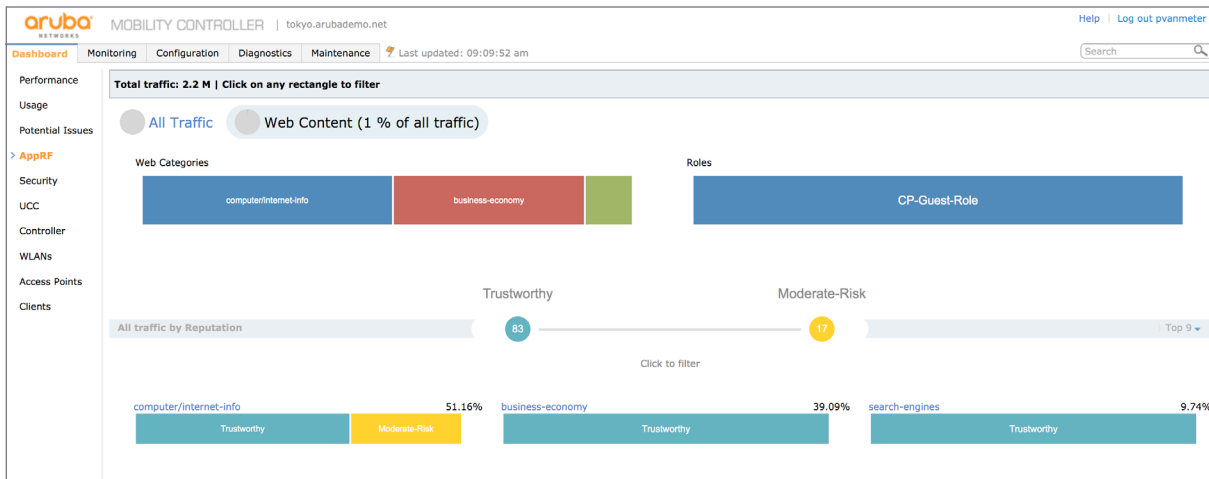 aruba NETWORKS MOBILITY CONTROLLER | tokyo.arubademo.net Help Log out pvanmeter
Dashboard Monitoring Configuration Diagnostics Maintenance Last updated: 09:09:52 am Search
Performance
Usage
Potential Issues
> AppRF
Security
UCC
Controller
WLANs
Access Points
Clients
Total traffic: 2.2 M | Click on any rectangle to filter
All Traffic Web Content (1 % of all traffic)
Web Categories Roles
computer/internet-info business-economy CP-Guest-Role
Trustworthy Moderate-Risk
All traffic by Reputation 83 17 Top 9
Click to filter
computer/internet-info 51.16% business-economy 39.09% search-engines 9.74%
Trustworthy Moderate-Risk Trustworthy Trustworthy